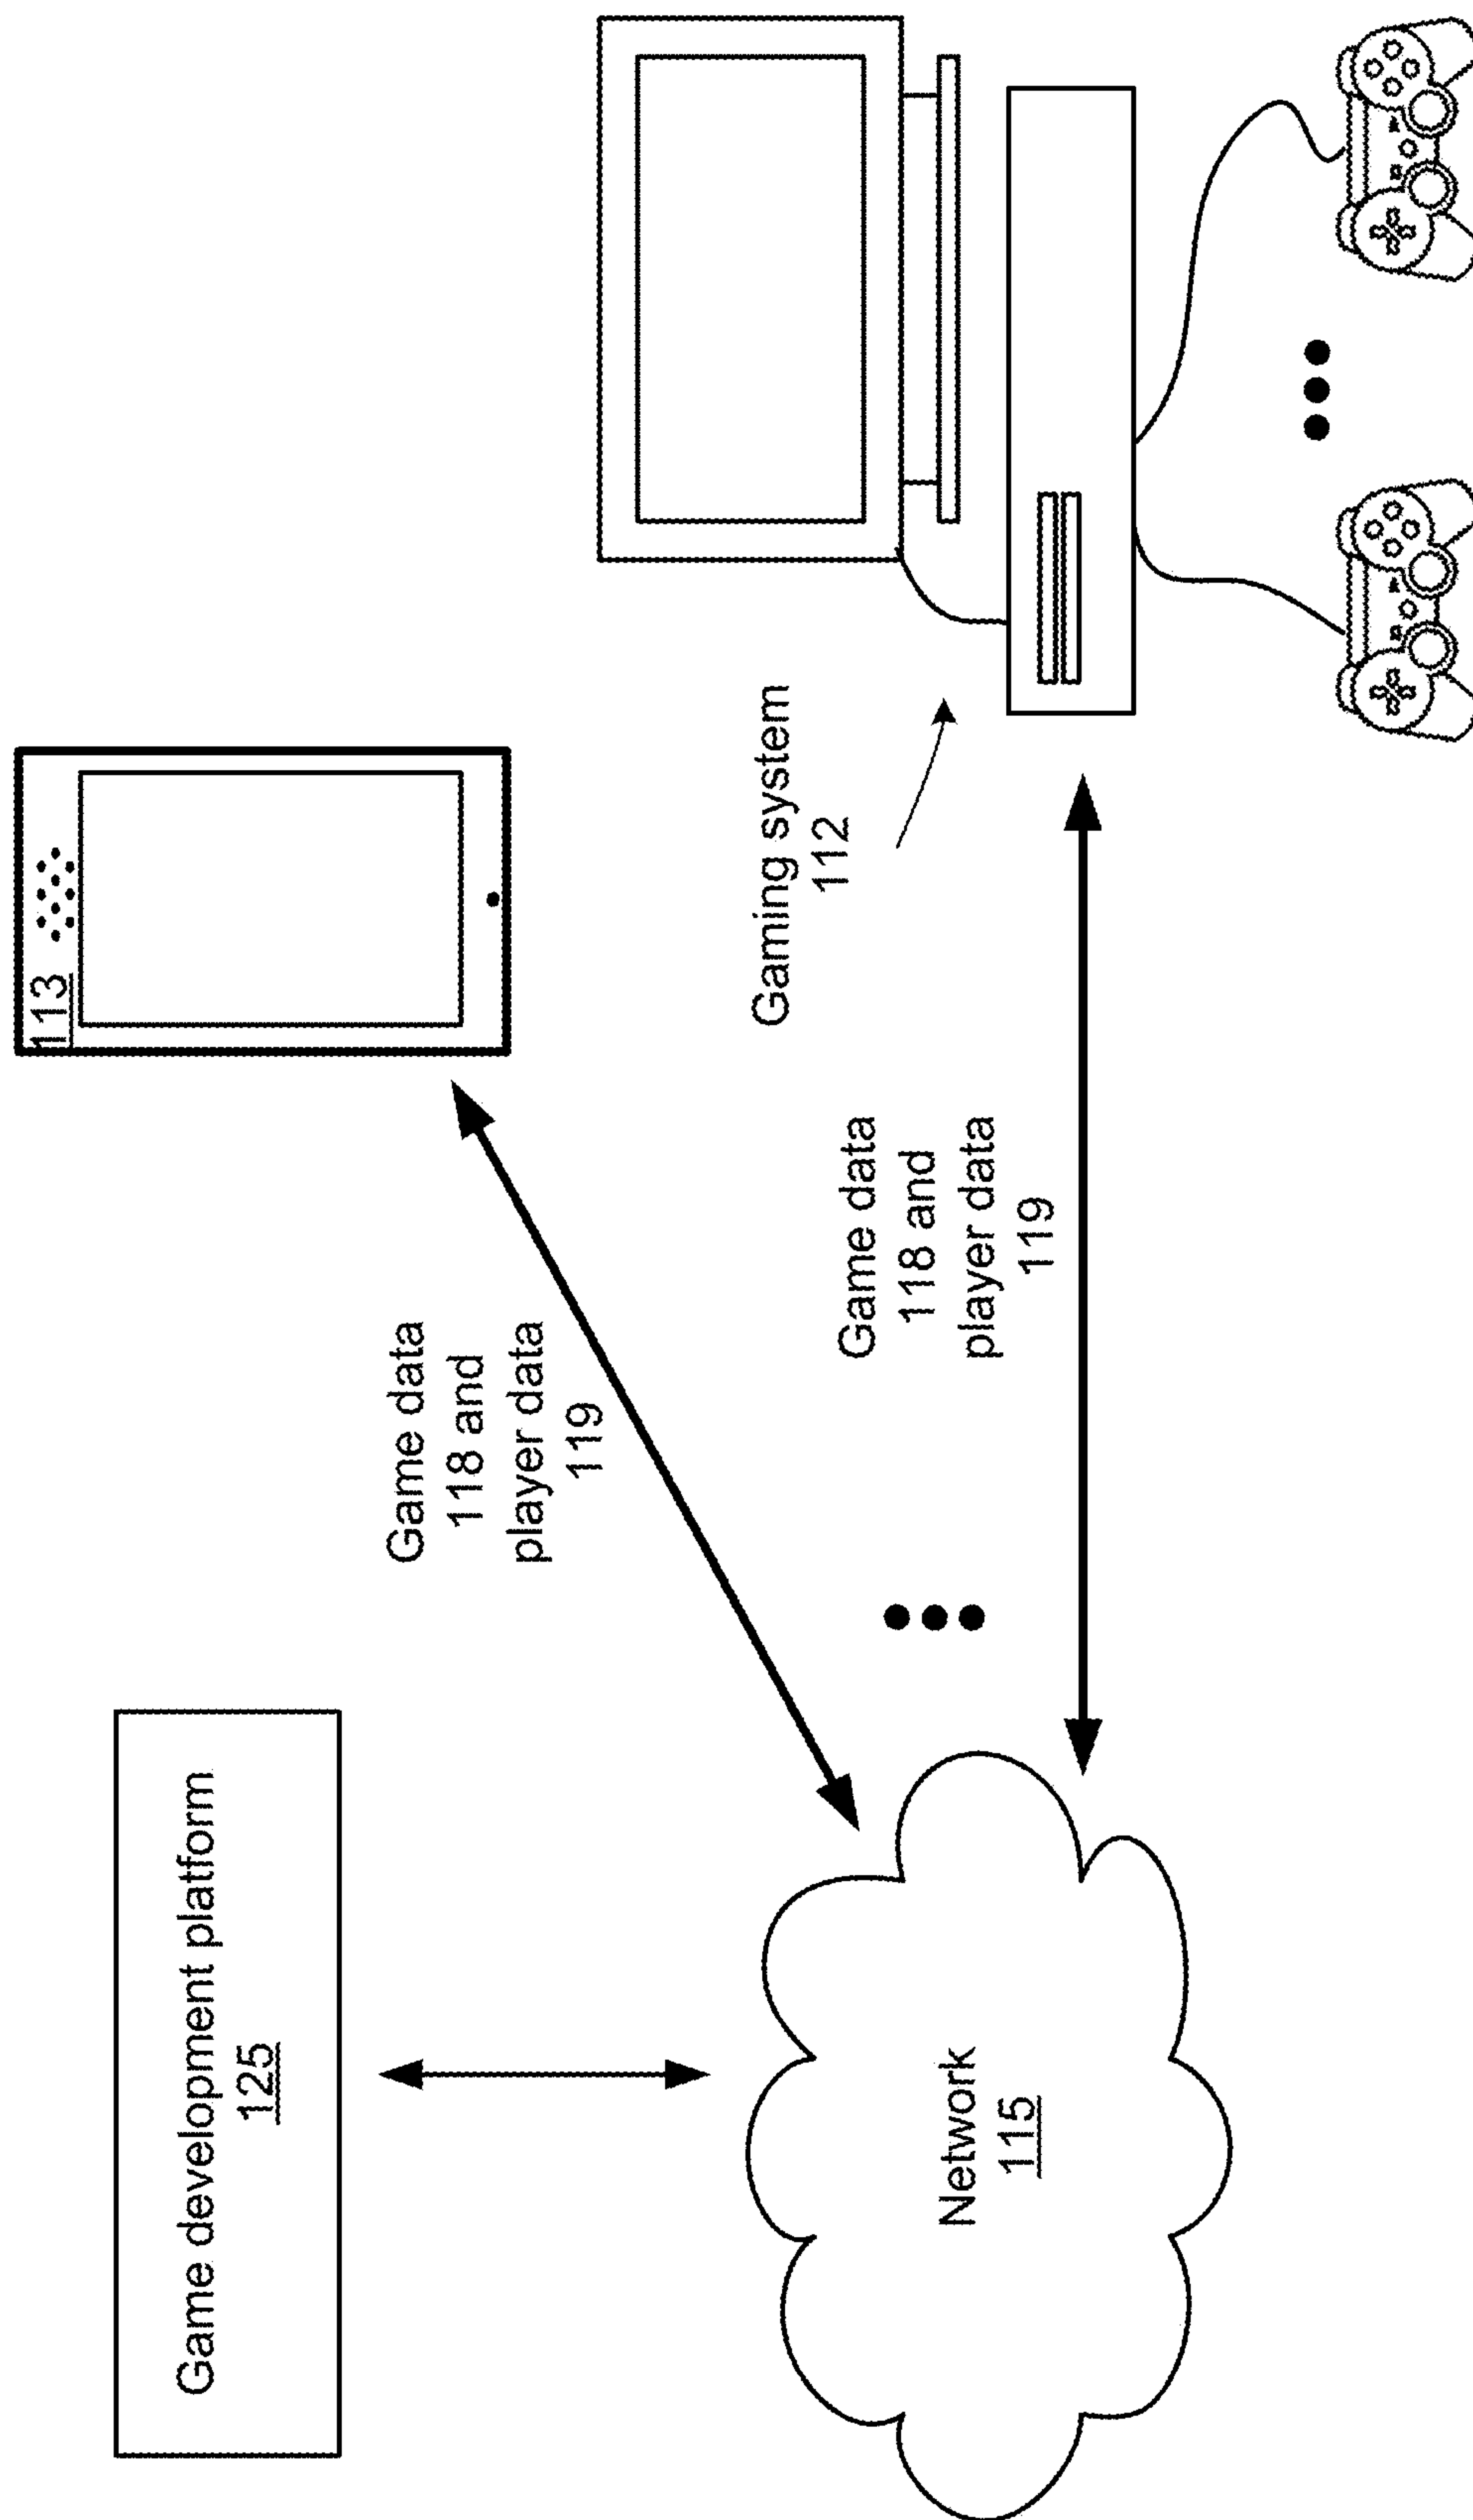 Game development platform
125
113
Game data
118 and
player data
119
Gaming system
112
Game data
118 and
player data
119
Network
115